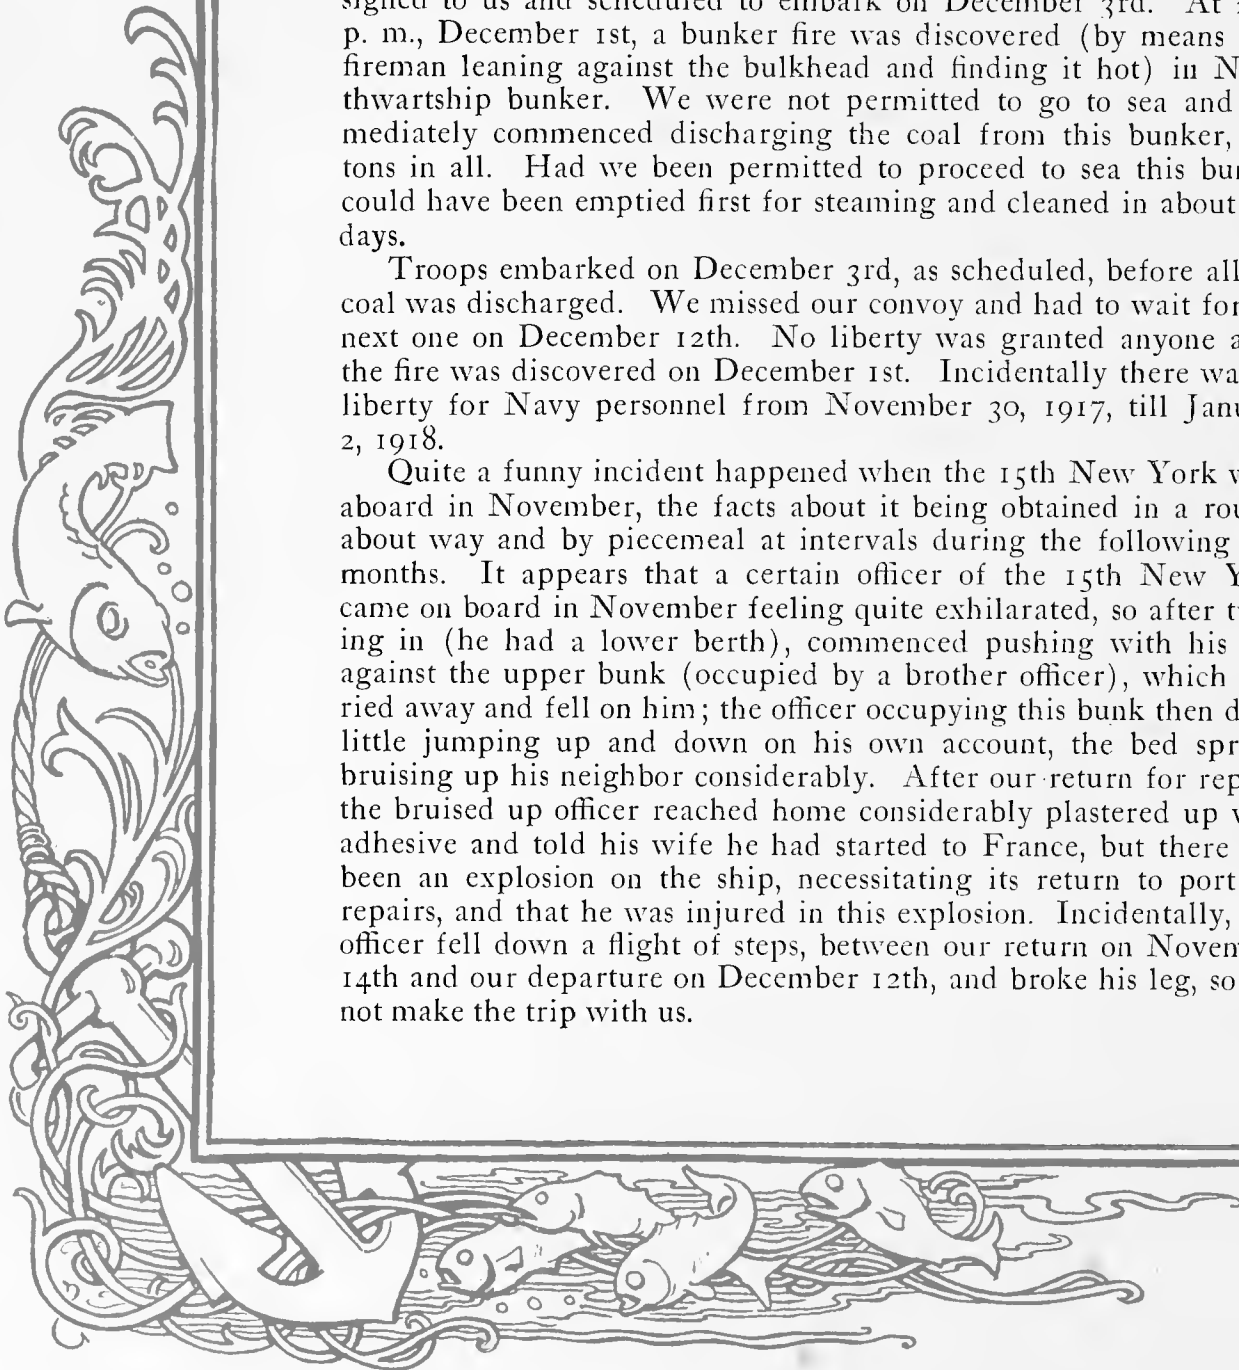 signed to us and scheduled to embark on December 3rd. At
p. m., December 1st, a bunker fire was discovered (by means
fireman leaning against the bulkhead and finding it hot) in N
thwartship bunker. We were not permitted to go to sea and
mediately commenced discharging the coal from this bunker,
tons in all. Had we been permitted to proceed to sea this bu
could have been emptied first for steaming and cleaned in about
days.
Troops embarked on December 3rd, as scheduled, before all
coal was discharged. We missed our convoy and had to wait for
next one on December 12th. No liberty was granted anyone a
the fire was discovered on December 1st. Incidentally there wa
liberty for Navy personnel from November 30, 1917, till Janu
2, 1918.
Quite a funny incident happened when the 15th New York w
aboard in November, the facts about it being obtained in a rou
about way and by piecemeal at intervals during the following
months. It appears that a certain officer of the 15th New Y
came on board in November feeling quite exhilarated, so after t
ing in (he had a lower berth), commenced pushing with his
against the upper bunk (occupied by a brother officer), which
ried away and fell on him; the officer occupying this bunk then d
little jumping up and down on his own account, the bed spr
bruising up his neighbor considerably. After our return for rep
the bruised up officer reached home considerably plastered up w
adhesive and told his wife he had started to France, but there
been an explosion on the ship, necessitating its return to port
repairs, and that he was injured in this explosion. Incidentally,
officer fell down a flight of steps, between our return on Novem
14th and our departure on December 12th, and broke his leg, so
not make the trip with us.